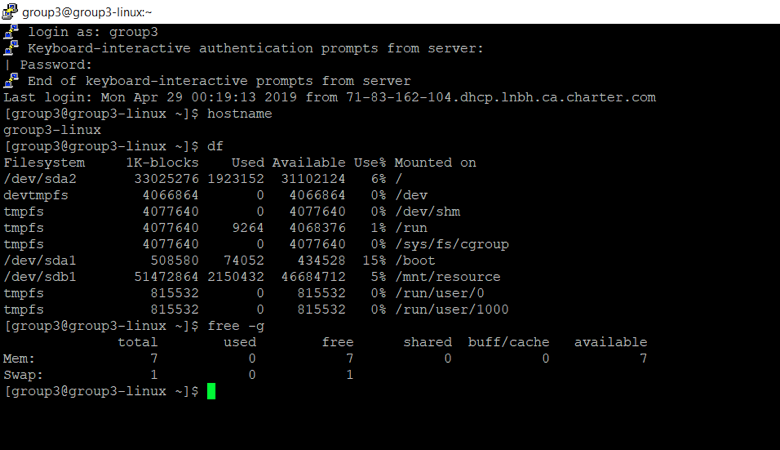 group3@group3-linux:~
login as: group3
Keyboard-interactive authentication prompts from server:
| Password:
End of keyboard-interactive prompts from server
Last login: Mon Apr 29 00:19:13 2019 from 71-83-162-104.dhcp.lnbh.ca.charter.com
[group3@group3-linux ~]$ hostname
group3-linux
[group3@group3-linux ~]$ df
Filesystem     1K-blocks    Used Available Use% Mounted on
/dev/sda2       33025276 1923152  31102124   6% /
devtmpfs         4066864       0   4066864   0% /dev
tmpfs            4077640       0   4077640   0% /dev/shm
tmpfs            4077640    9264   4068376   1% /run
tmpfs            4077640       0   4077640   0% /sys/fs/cgroup
/dev/sda1         508580   74052    434528  15% /boot
/dev/sdb1       51472864 2150432  46684712   5% /mnt/resource
tmpfs             815532       0    815532   0% /run/user/0
tmpfs             815532       0    815532   0% /run/user/1000
[group3@group3-linux ~]$ free -g
              total        used        free      shared  buff/cache   available
Mem:              7           0           7           0           0           7
Swap:             1           0           1
[group3@group3-linux ~]$